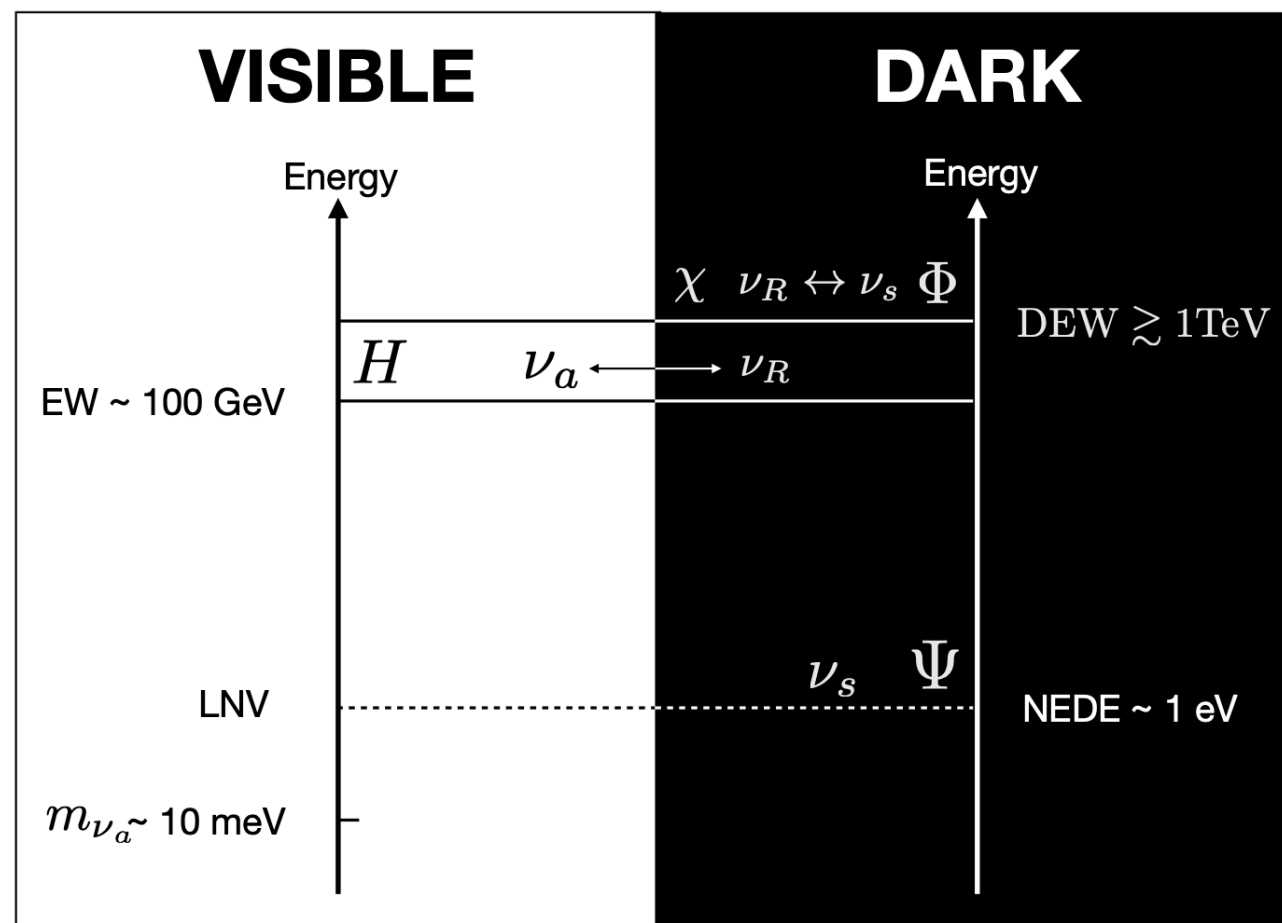 VISIBLE DARK
Energy Energy
χ ν_R ↔ ν_s Φ
DEW ≳ 1TeV
H ν_a ν_R
EW ~ 100 GeV
ν_s Ψ
LNV NEDE ~ 1 eV
m_{ν_a} ~ 10 meV